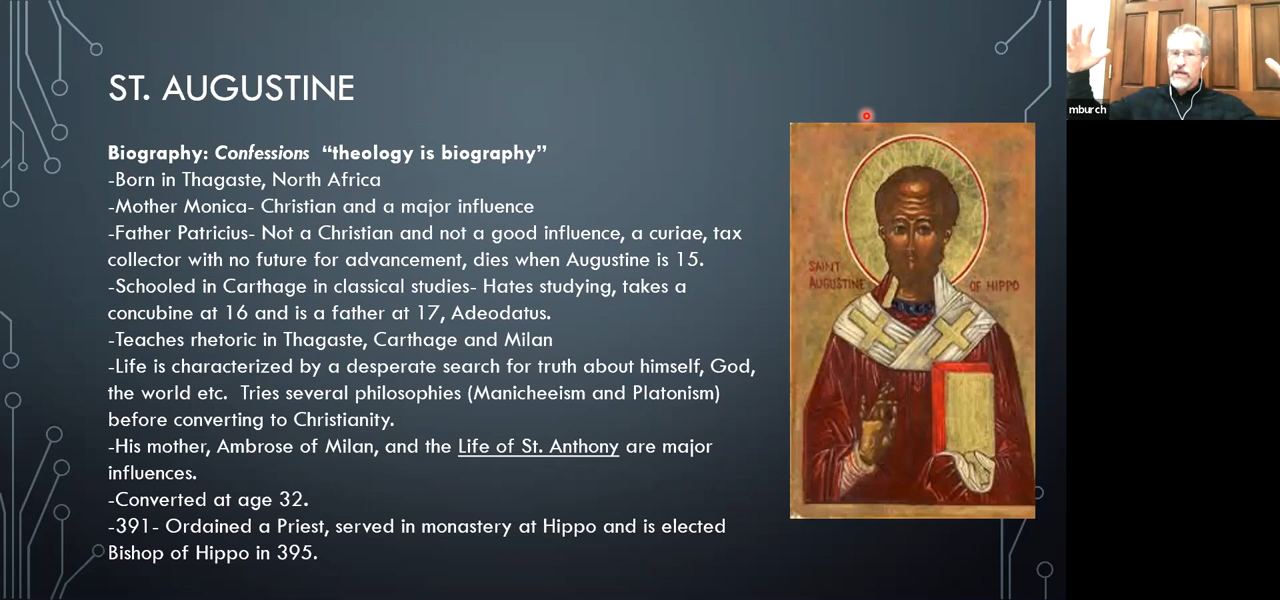 ST. AUGUSTINE
Biography: Confessions “theology is biography”
-Born in Thagaste, North Africa
-Mother Monica- Christian and a major influence
-Father Patricius- Not a Christian and not a good influence, a curiae, tax
collector with no future for advancement, dies when Augustine is 15.
-Schooled in Carthage in classical studies- Hates studying, takes a
concubine at 16 and is a father at 17, Adeodatus.
-Teaches rhetoric in Thagaste, Carthage and Milan
-Life is characterized by a desperate search for truth about himself, God,
the world etc.  Tries several philosophies (Manicheeism and Platonism)
before converting to Christianity.
-His mother, Ambrose of Milan, and the Life of St. Anthony are major
influences.
-Converted at age 32.
-391- Ordained a Priest, served in monastery at Hippo and is elected
Bishop of Hippo in 395.
SAINT
AUGUSTINE
OF HIPPO
mburch